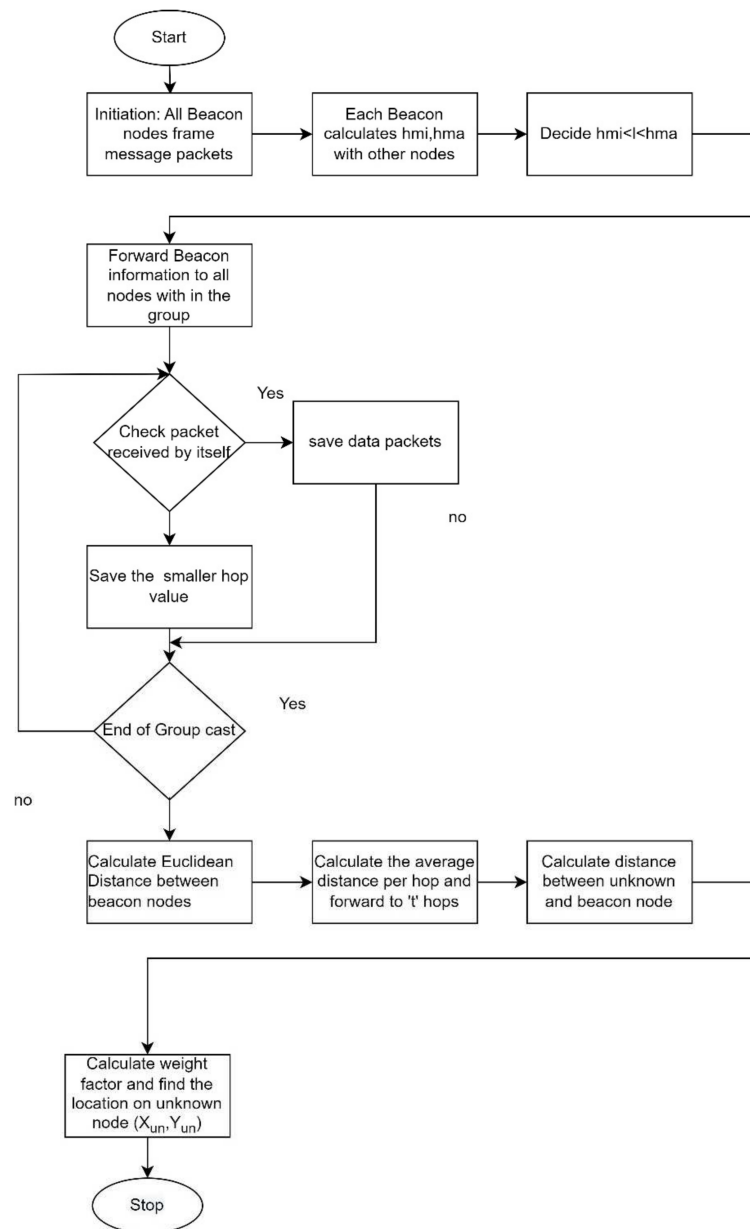 Start
Initiation: All Beacon
nodes frame
message packets
Each Beacon
calculates hmi,hma
with other nodes
Decide hmi<l<hma
Forward Beacon
information to all
nodes with in the
group
Yes
Check packet
received by itself
save data packets
no
Save the smaller hop
value
Yes
End of Group cast
no
Calculate Euclidean
Distance between
beacon nodes
Calculate the average
distance per hop and
forward to 't' hops
Calculate distance
between unknown
and beacon node
Calculate weight
factor and find the
location on unknown
node (Xun,Yun)
Stop